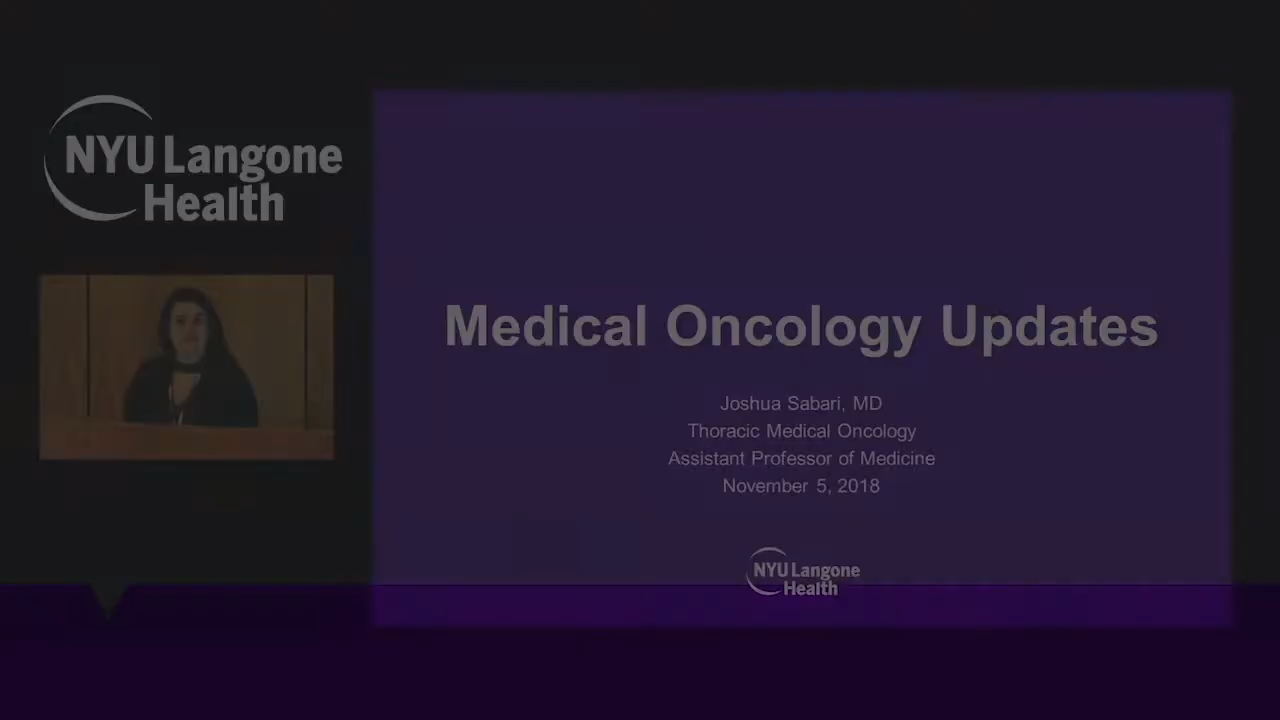 NYU Langone
Health
Medical Oncology Updates
Joshua Sabari, MD
Thoracic Medical Oncology
Assistant Professor of Medicine
November 5, 2018
NYU Langone
Health